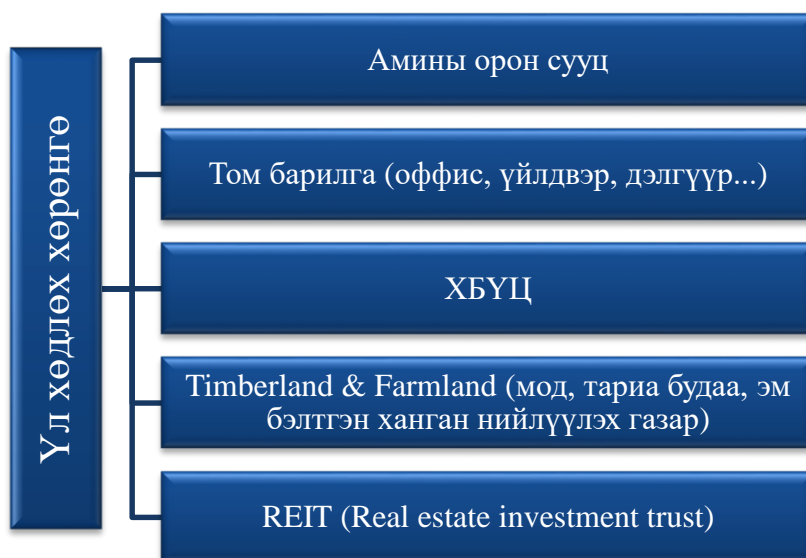 Үл хөдлөх хөрөнгө
Амины орон сууц
Том барилга (оффис, үйлдвэр, дэлгүүр...)
ХБҮЦ
Timberland & Farmland (мод, тариа будаа, эм
бэлтгэн ханган нийлүүлэх газар)
REIT (Real estate investment trust)